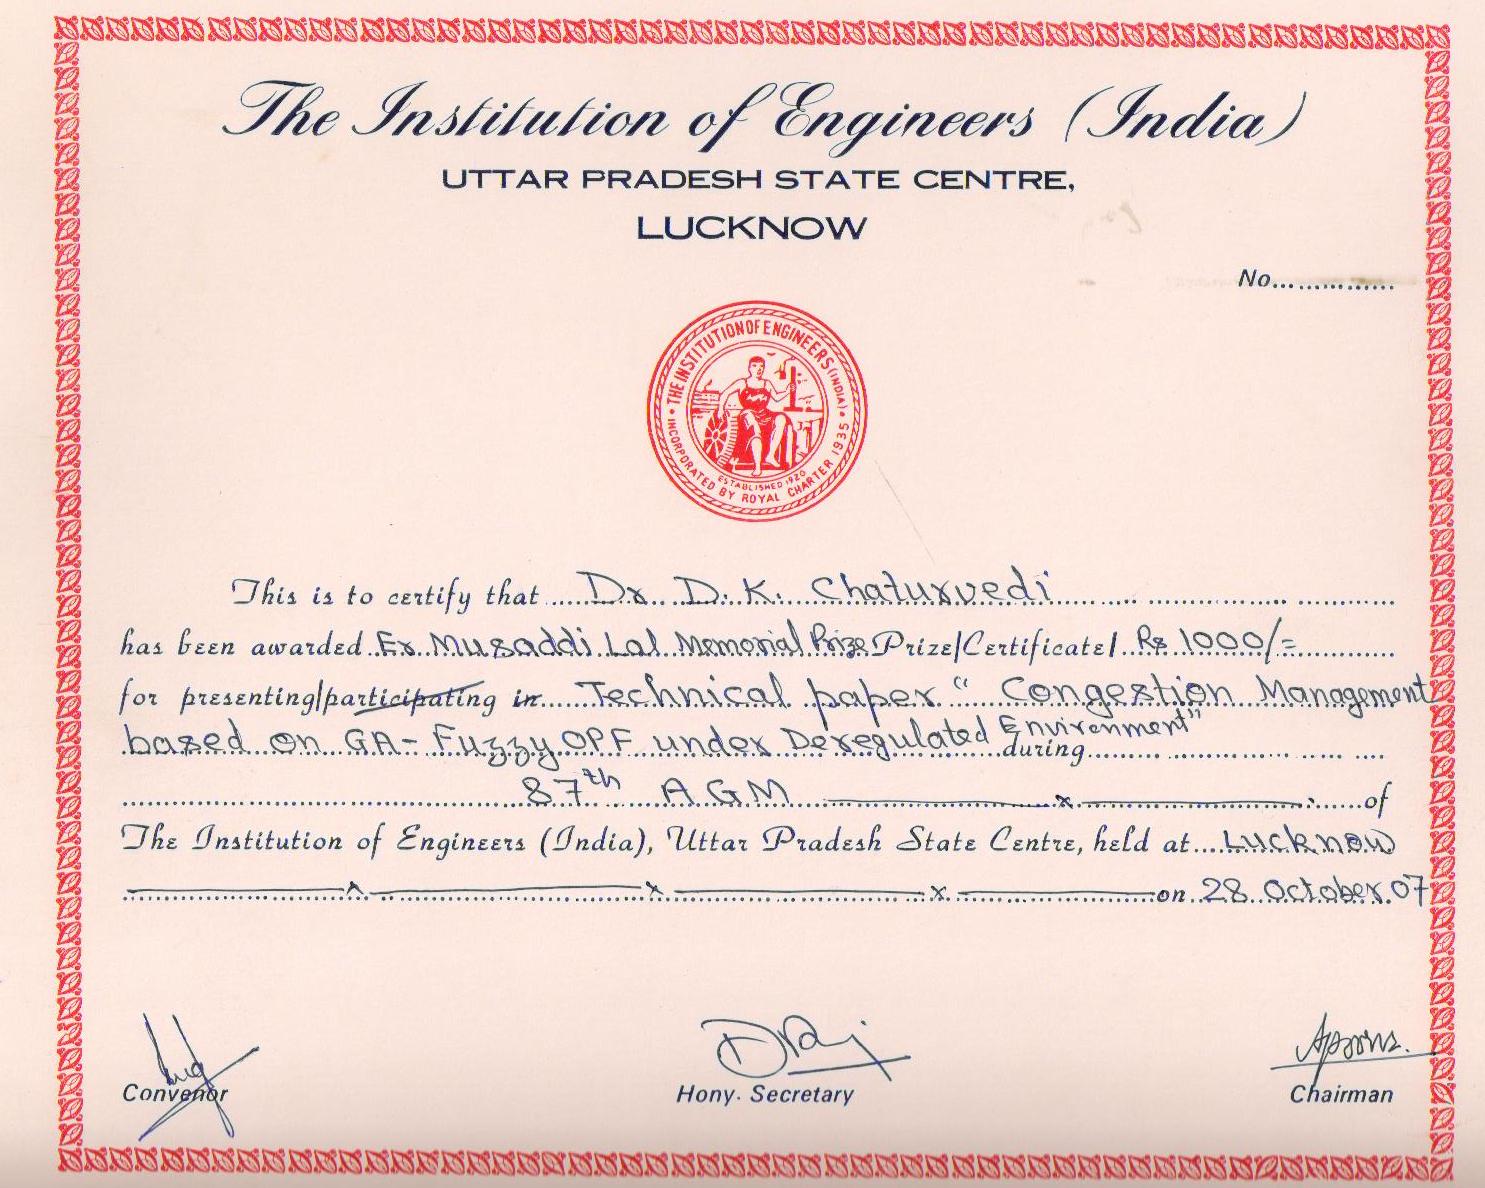 The Institution of Engineers (India)
UTTAR PRADESH STATE CENTRE,
LUCKNOW
No...............
THE INSTITUTION OF ENGINEERS (INDIA)
ESTABLISHED 1920
INCORPORATED BY ROYAL CHARTER 1935
This is to certify that Dr. D. K. Chaturvedi
has been awarded Er. Musaddi Lal Memorial Prize Prize/Certificate/ Rs 1000/=
for presenting/participating in Technical paper "Congestion Management
based on GA-Fuzzy OPF under Deregulated Environment" during
87th AGM x of
The Institution of Engineers (India), Uttar Pradesh State Centre, held at Lucknow
x x x on 28 October 07
Convenor Hony. Secretary Chairman